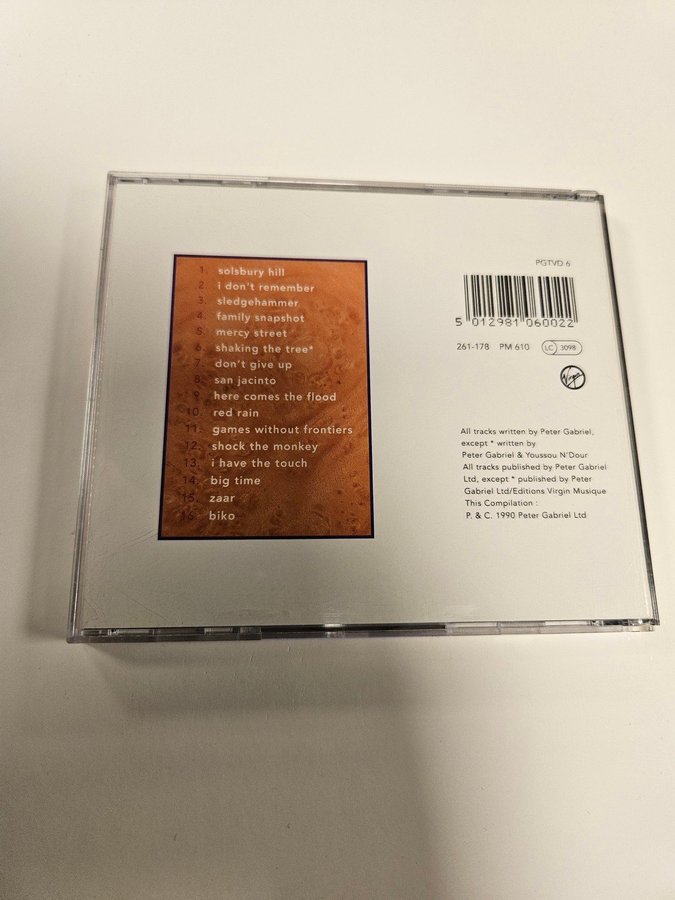 1. solsbury hill
2. i don't remember
3. sledgehammer
4. family snapshot
5. mercy street
6. shaking the tree*
7. don't give up
8. san jacinto
9. here comes the flood
10. red rain
11. games without frontiers
12. shock the monkey
13. i have the touch
14. big time
15. zaar
16. biko
PGTVD 6
5 012981 060022
261-178 PM 610 LC 3098
Virgin
All tracks written by Peter Gabriel,
except * written by
Peter Gabriel & Youssou N'Dour
All tracks published by Peter Gabriel
Ltd, except * published by Peter
Gabriel Ltd/Editions Virgin Musique
This Compilation :
P. & C. 1990 Peter Gabriel Ltd